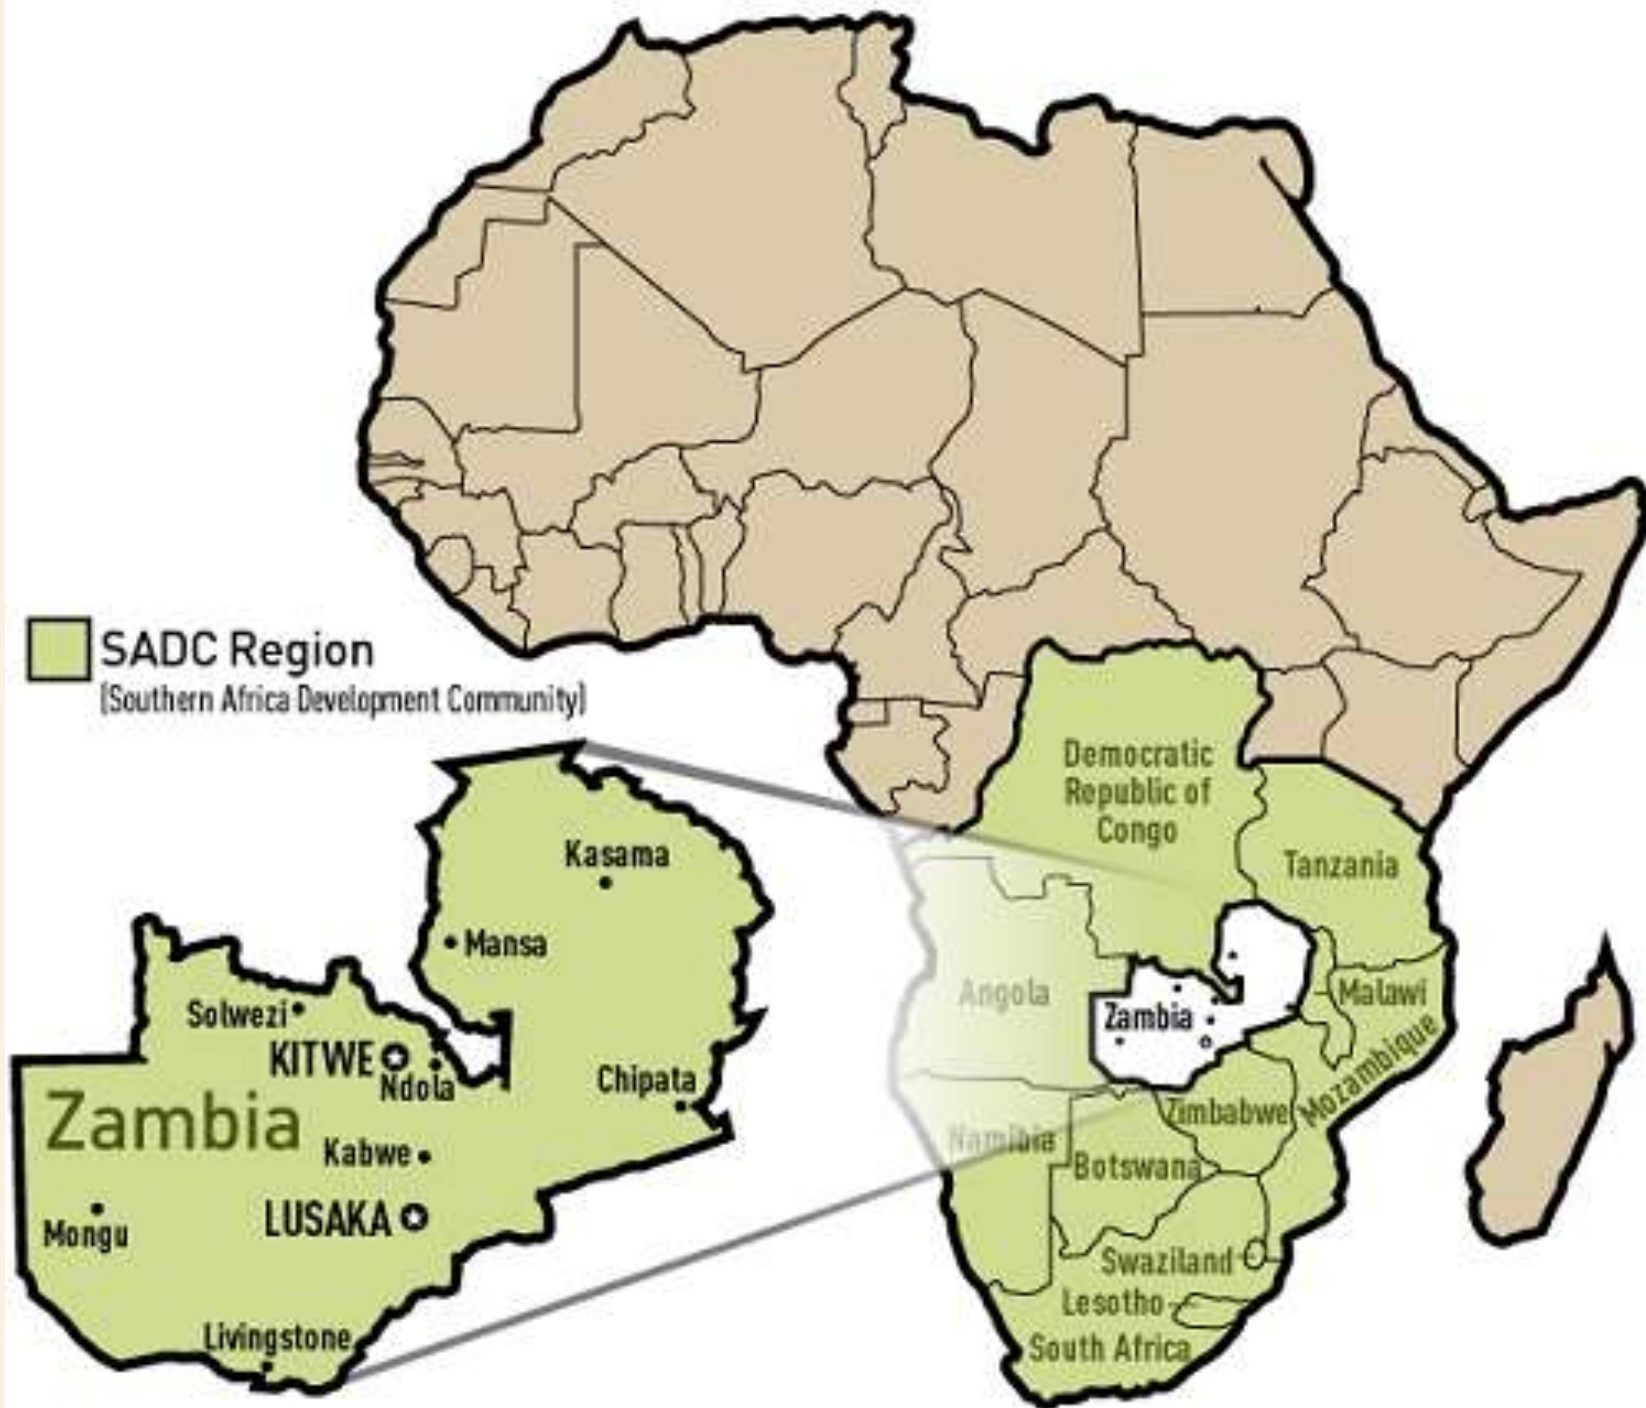 SADC Region
(Southern Africa Development Community)
Democratic
Republic of
Congo
Tanzania
Angola
Zambia
Malawi
Mozambique
Namibia
Zimbabwe
Botswana
Swaziland
Lesotho
South Africa
Kasama
Mansa
Solwezi
KITWE
Ndola
Chipata
Zambia
Kabwe
LUSAKA
Mongu
Livingstone